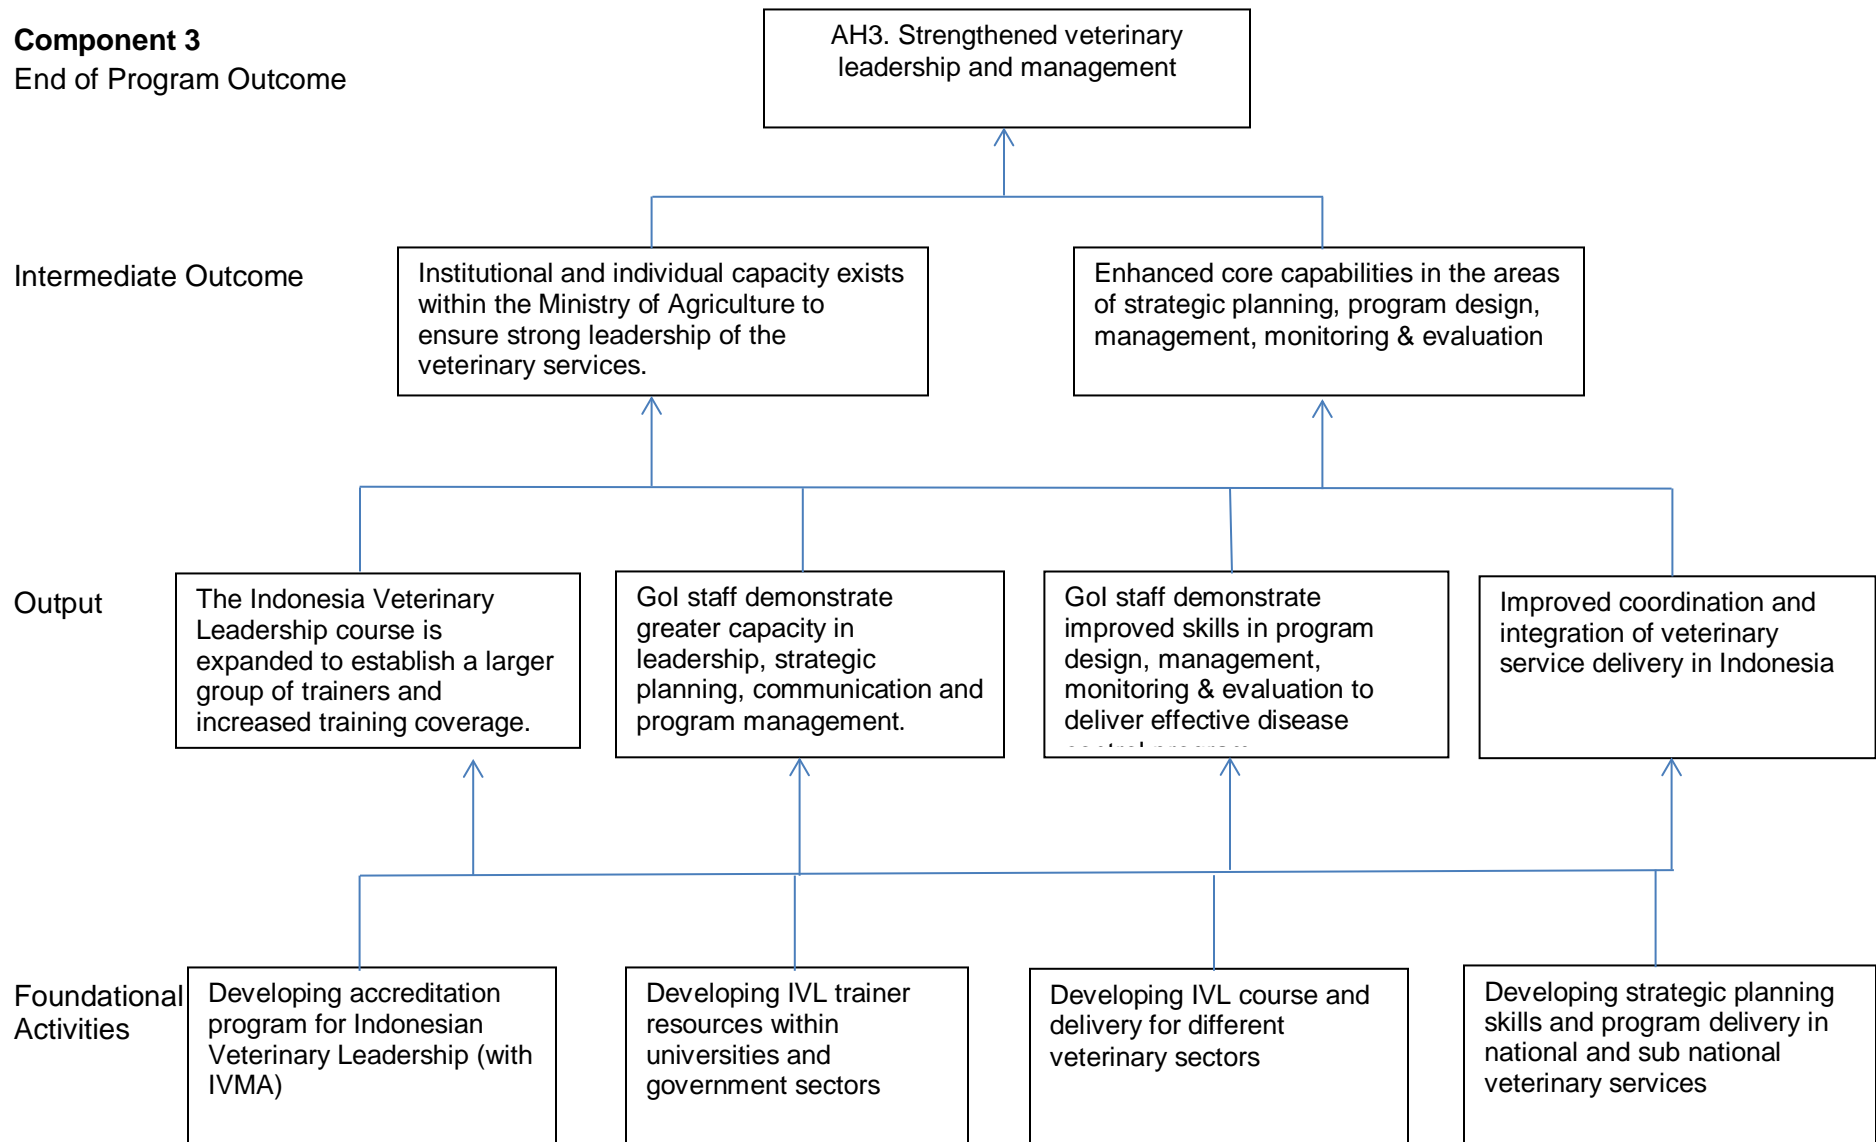 Component 3
End of Program Outcome
AH3. Strengthened veterinary
leadership and management
Intermediate Outcome
Institutional and individual capacity exists
within the Ministry of Agriculture to
ensure strong leadership of the
veterinary services.
Enhanced core capabilities in the areas
of strategic planning, program design,
management, monitoring & evaluation
Output
The Indonesia Veterinary
Leadership course is
expanded to establish a larger
group of trainers and
increased training coverage.
GoI staff demonstrate
greater capacity in
leadership, strategic
planning, communication and
program management.
GoI staff demonstrate
improved skills in program
design, management,
monitoring & evaluation to
deliver effective disease
Improved coordination and
integration of veterinary
service delivery in Indonesia
Foundational
Activities
Developing accreditation
program for Indonesian
Veterinary Leadership (with
IVMA)
Developing IVL trainer
resources within
universities and
government sectors
Developing IVL course and
delivery for different
veterinary sectors
Developing strategic planning
skills and program delivery in
national and sub national
veterinary services